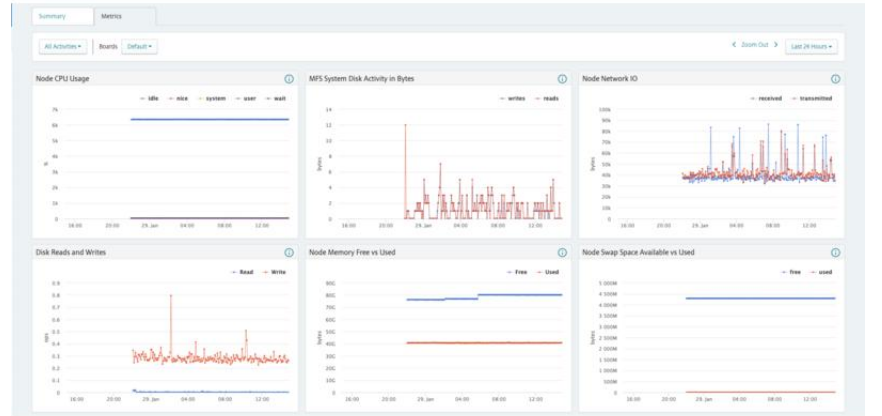 Summary Metrics
All Activities Boards Default Zoom Out Last 24 Hours
Node CPU Usage
idle nice system user wait
7k
6k
5k
4k
3k
2k
1k
0
%
16:00 20:00 29. Jan 04:00 08:00 12:00
MFS System Disk Activity in Bytes
writes reads
14
12
10
8
6
4
2
0
bytes
16:00 20:00 29. Jan 04:00 08:00 12:00
Node Network IO
received transmitted
100k
90k
80k
70k
60k
50k
40k
30k
20k
10k
0
bytes
16:00 20:00 29. Jan 04:00 08:00 12:00
Disk Reads and Writes
Read Write
0.9
0.8
0.7
0.6
0.5
0.4
0.3
0.2
0.1
0
ops
16:00 20:00 29. Jan 04:00 08:00 12:00
Node Memory Free vs Used
Free Used
90G
80G
70G
60G
50G
40G
30G
20G
10G
0
bytes
16:00 20:00 29. Jan 04:00 08:00 12:00
Node Swap Space Available vs Used
free used
5 000M
4 500M
4 000M
3 500M
3 000M
2 500M
2 000M
1 500M
1 000M
500M
0
bytes
16:00 20:00 29. Jan 04:00 08:00 12:00